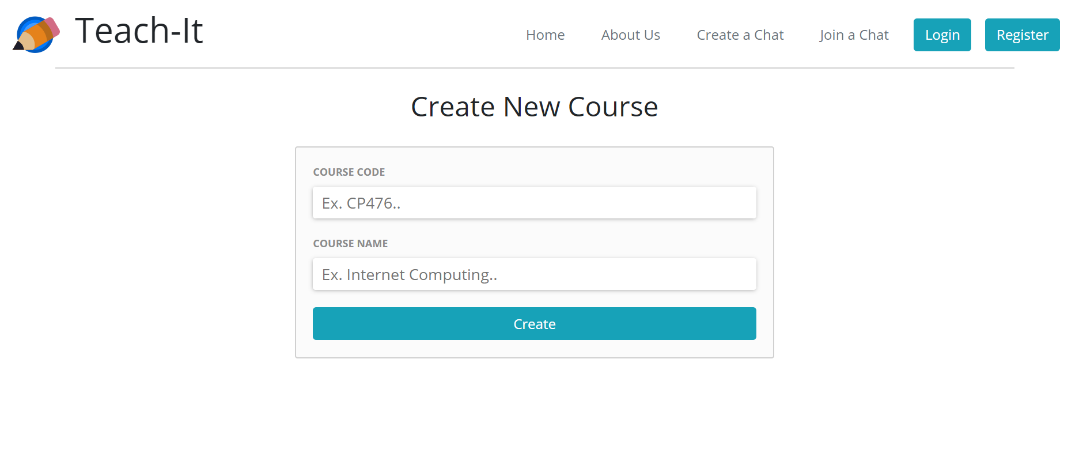 Teach-It
Home About Us Create a Chat Join a Chat Login Register
Create New Course
COURSE CODE
Ex. CP476..
COURSE NAME
Ex. Internet Computing..
Create